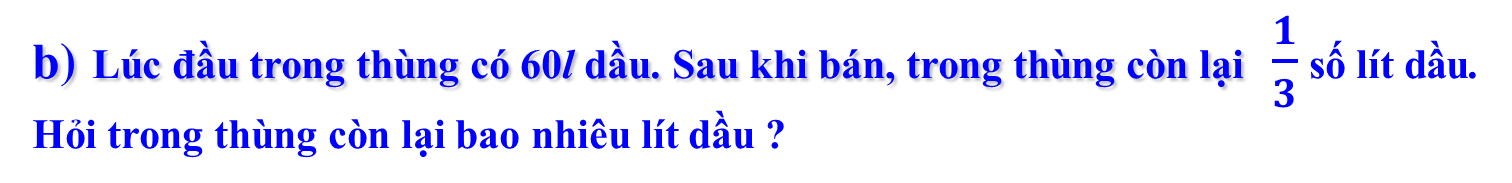 b) Lúc đầu trong thùng có 60l dầu. Sau khi bán, trong thùng còn lại 1/3 số lít dầu.
Hỏi trong thùng còn lại bao nhiêu lít dầu ?